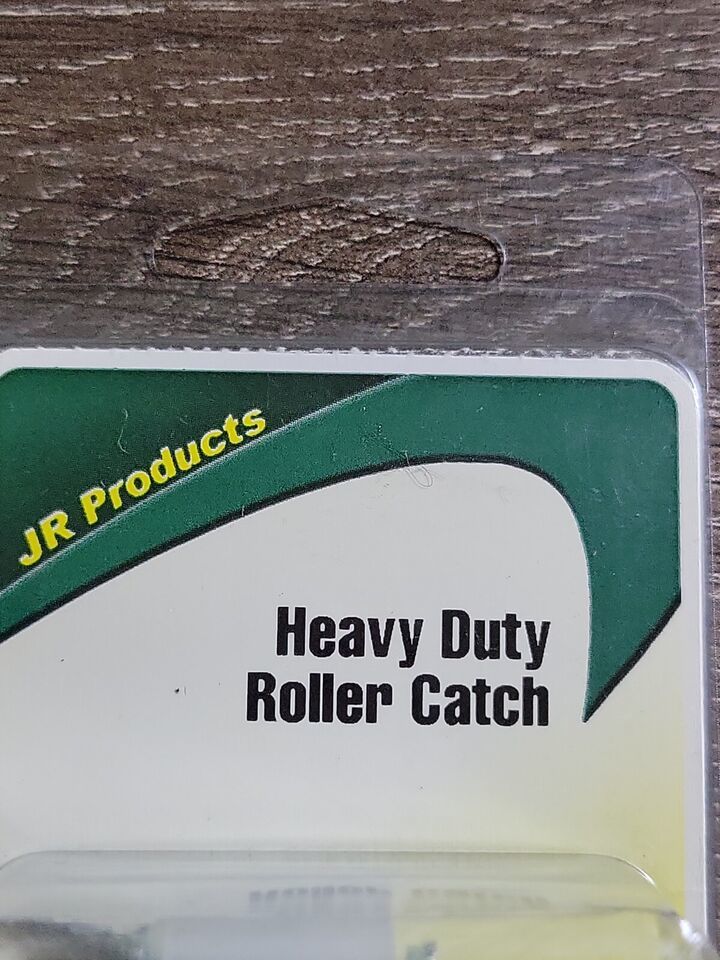 JR Products
Heavy Duty
Roller Catch